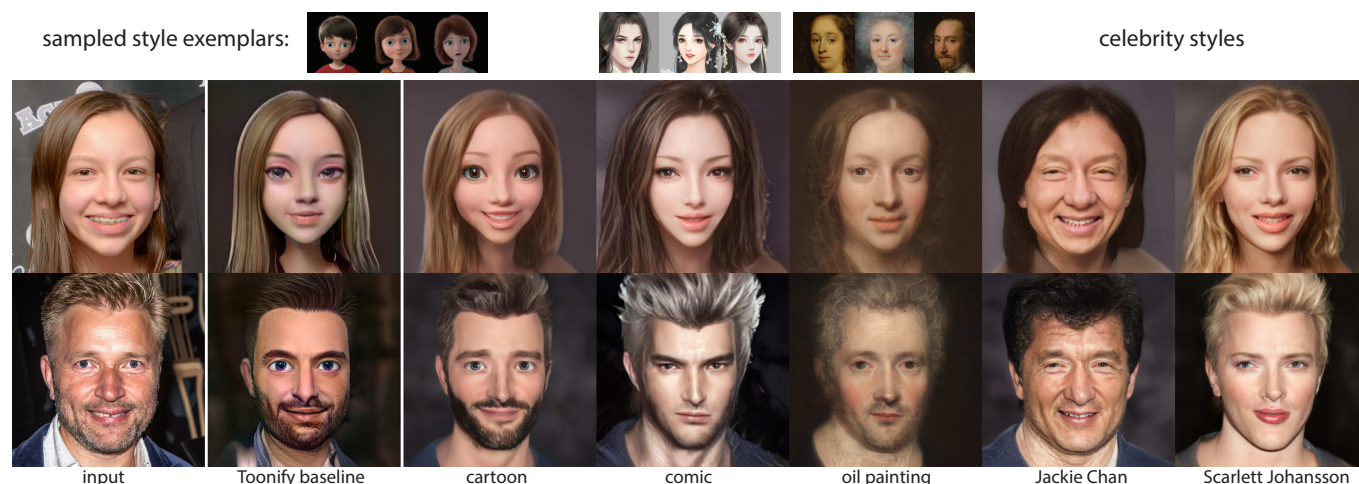 sampled style exemplars:
celebrity styles
input
Toonify baseline
cartoon
comic
oil painting
Jackie Chan
Scarlett Johansson